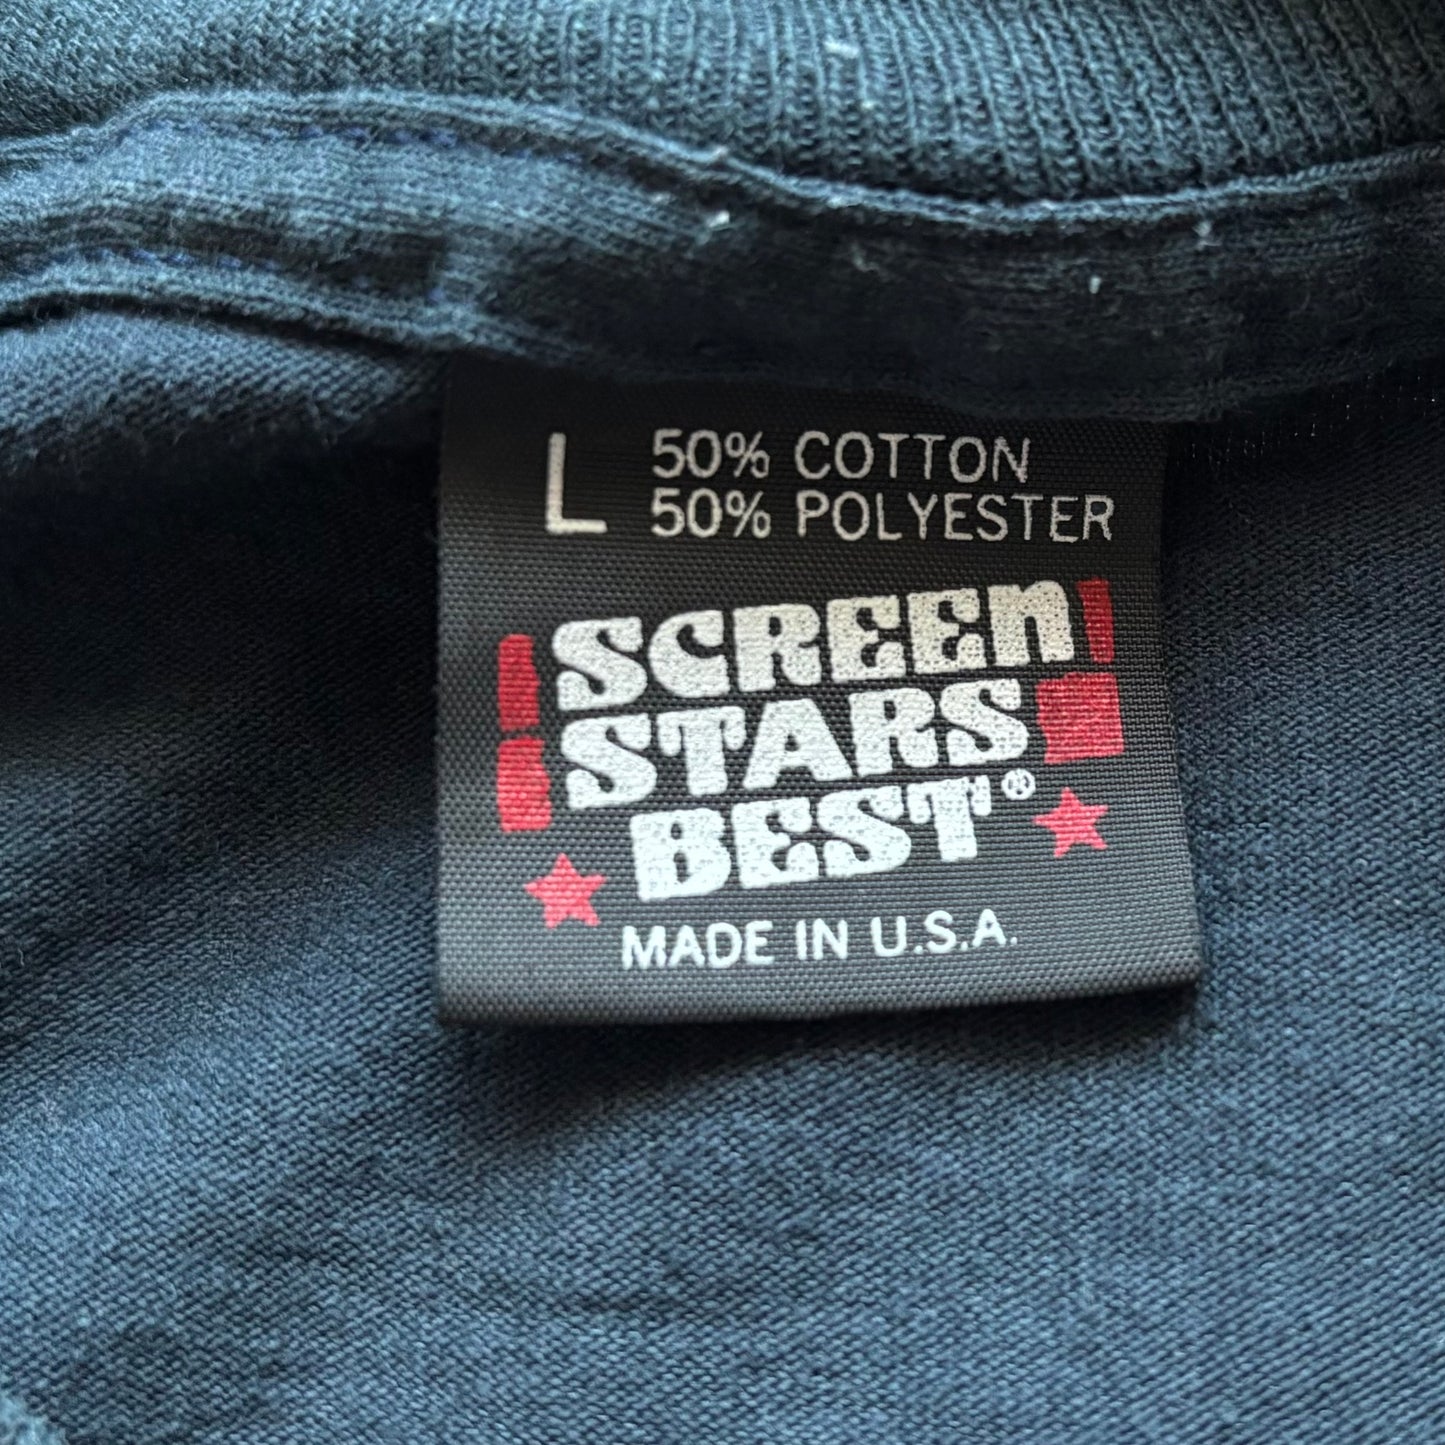 L 50% COTTON
50% POLYESTER
SCREEn
STARS
BEST®
MADE IN U.S.A.